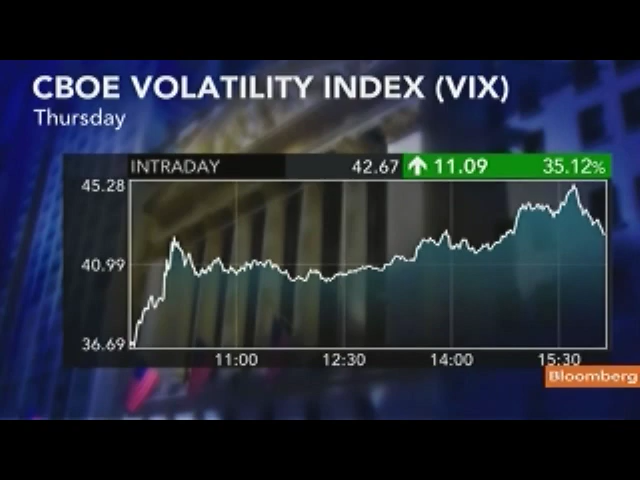 CBOE VOLATILITY INDEX (VIX)
Thursday
INTRADAY 42.67 11.09 35.12%
45.28
40.99
36.69
11:00 12:30 14:00 15:30
Bloomberg